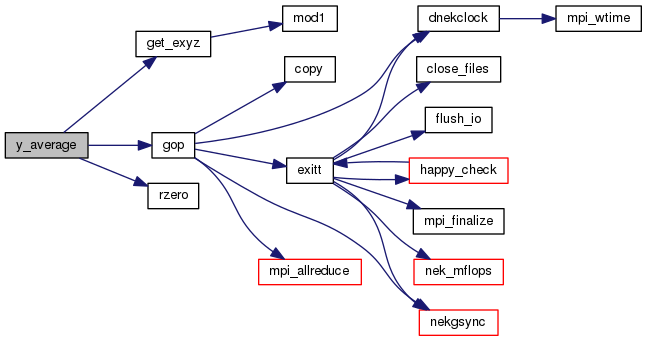 y_average
get_exyz
gop
rzero
mod1
copy
exitt
mpi_allreduce
dnekclock
close_files
flush_io
happy_check
mpi_finalize
nek_mflops
nekgsync
mpi_wtime